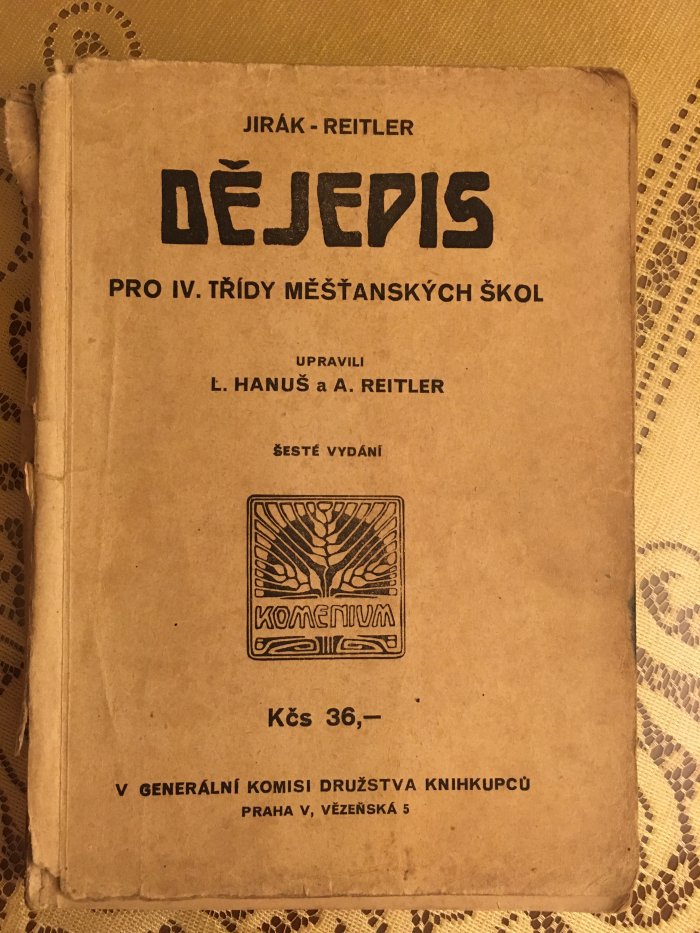 JIRÁK - REITLER
DĚJEPIS
PRO IV. TŘÍDY MĚŠŤANSKÝCH ŠKOL
UPRAVILI
L. HANUŠ a A. REITLER
ŠESTÉ VYDÁNÍ
KOMENIUM
Kčs 36,—
V GENERÁLNÍ KOMISI DRUŽSTVA KNIHKUPCŮ
PRAHA V, VĚZEŇSKÁ 5